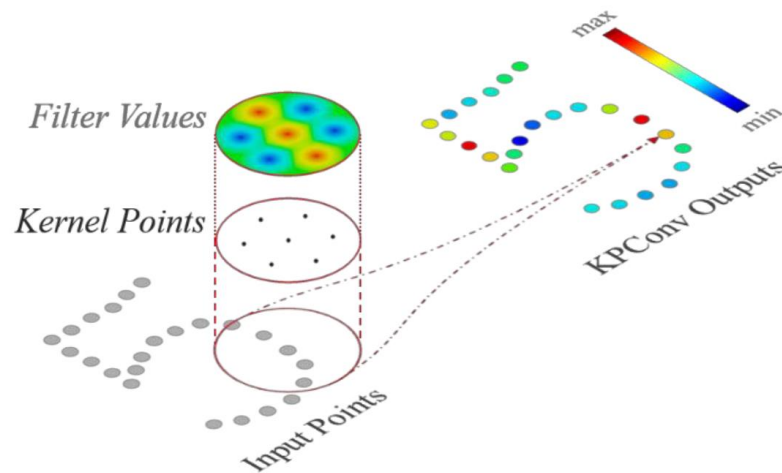 max
min
Filter Values
Kernel Points
KPConv Outputs
Input Points